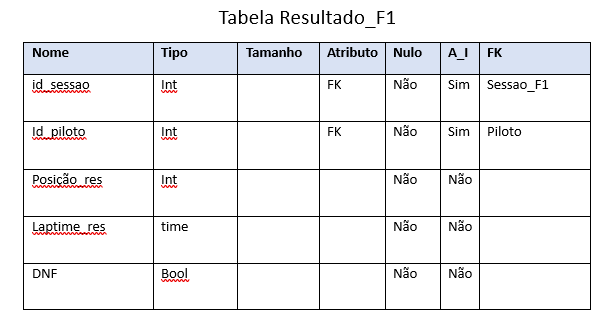 Tabela Resultado_F1
Nome Tipo Tamanho Atributo Nulo A_I FK
id_sessao Int FK Não Sim Sessao_F1
Id_piloto Int FK Não Sim Piloto
Posição_res Int Não Não
Laptime_res time Não Não
DNF Bool Não Não